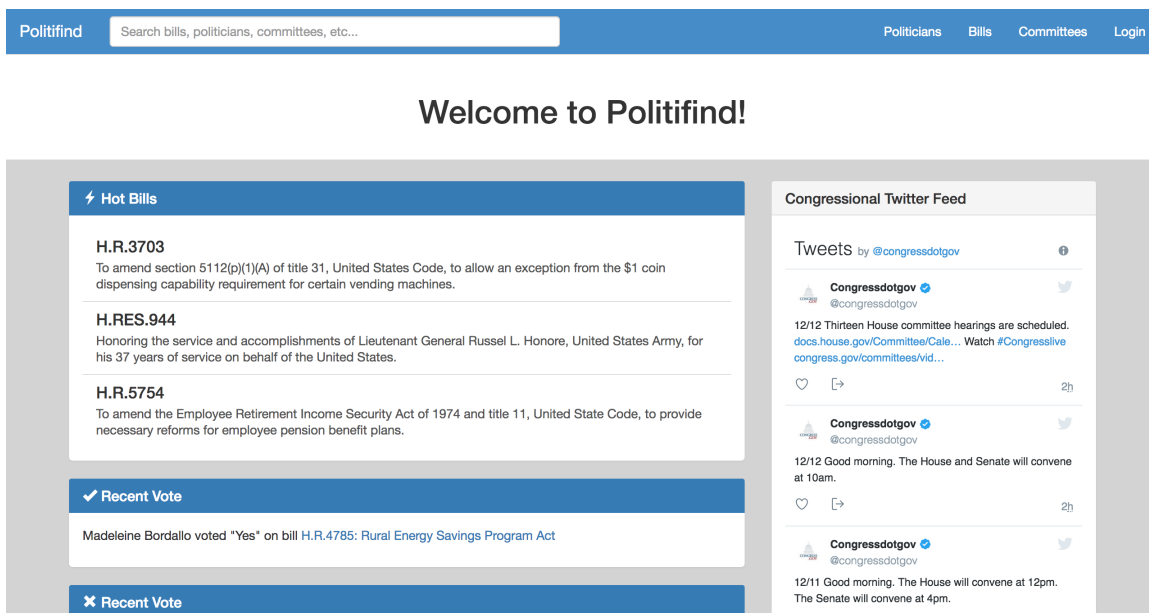 Politifind
Search bills, politicians, committees, etc...
Politicians
Bills
Committees
Login
Welcome to Politifind!
Hot Bills
H.R.3703
To amend section 5112(p)(1)(A) of title 31, United States Code, to allow an exception from the $1 coin
dispensing capability requirement for certain vending machines.
H.RES.944
Honoring the service and accomplishments of Lieutenant General Russel L. Honore, United States Army, for
his 37 years of service on behalf of the United States.
H.R.5754
To amend the Employee Retirement Income Security Act of 1974 and title 11, United State Code, to provide
necessary reforms for employee pension benefit plans.
Recent Vote
Madeleine Bordallo voted "Yes" on bill H.R.4785: Rural Energy Savings Program Act
Recent Vote
Congressional Twitter Feed
Tweets by @congressdotgov
Congressdotgov
@congressdotgov
12/12 Thirteen House committee hearings are scheduled.
docs.house.gov/Committee/Cale… Watch #Congresslive
congress.gov/committees/vid…
2h
Congressdotgov
@congressdotgov
12/12 Good morning. The House and Senate will convene
at 10am.
2h
Congressdotgov
@congressdotgov
12/11 Good morning. The House will convene at 12pm.
The Senate will convene at 4pm.